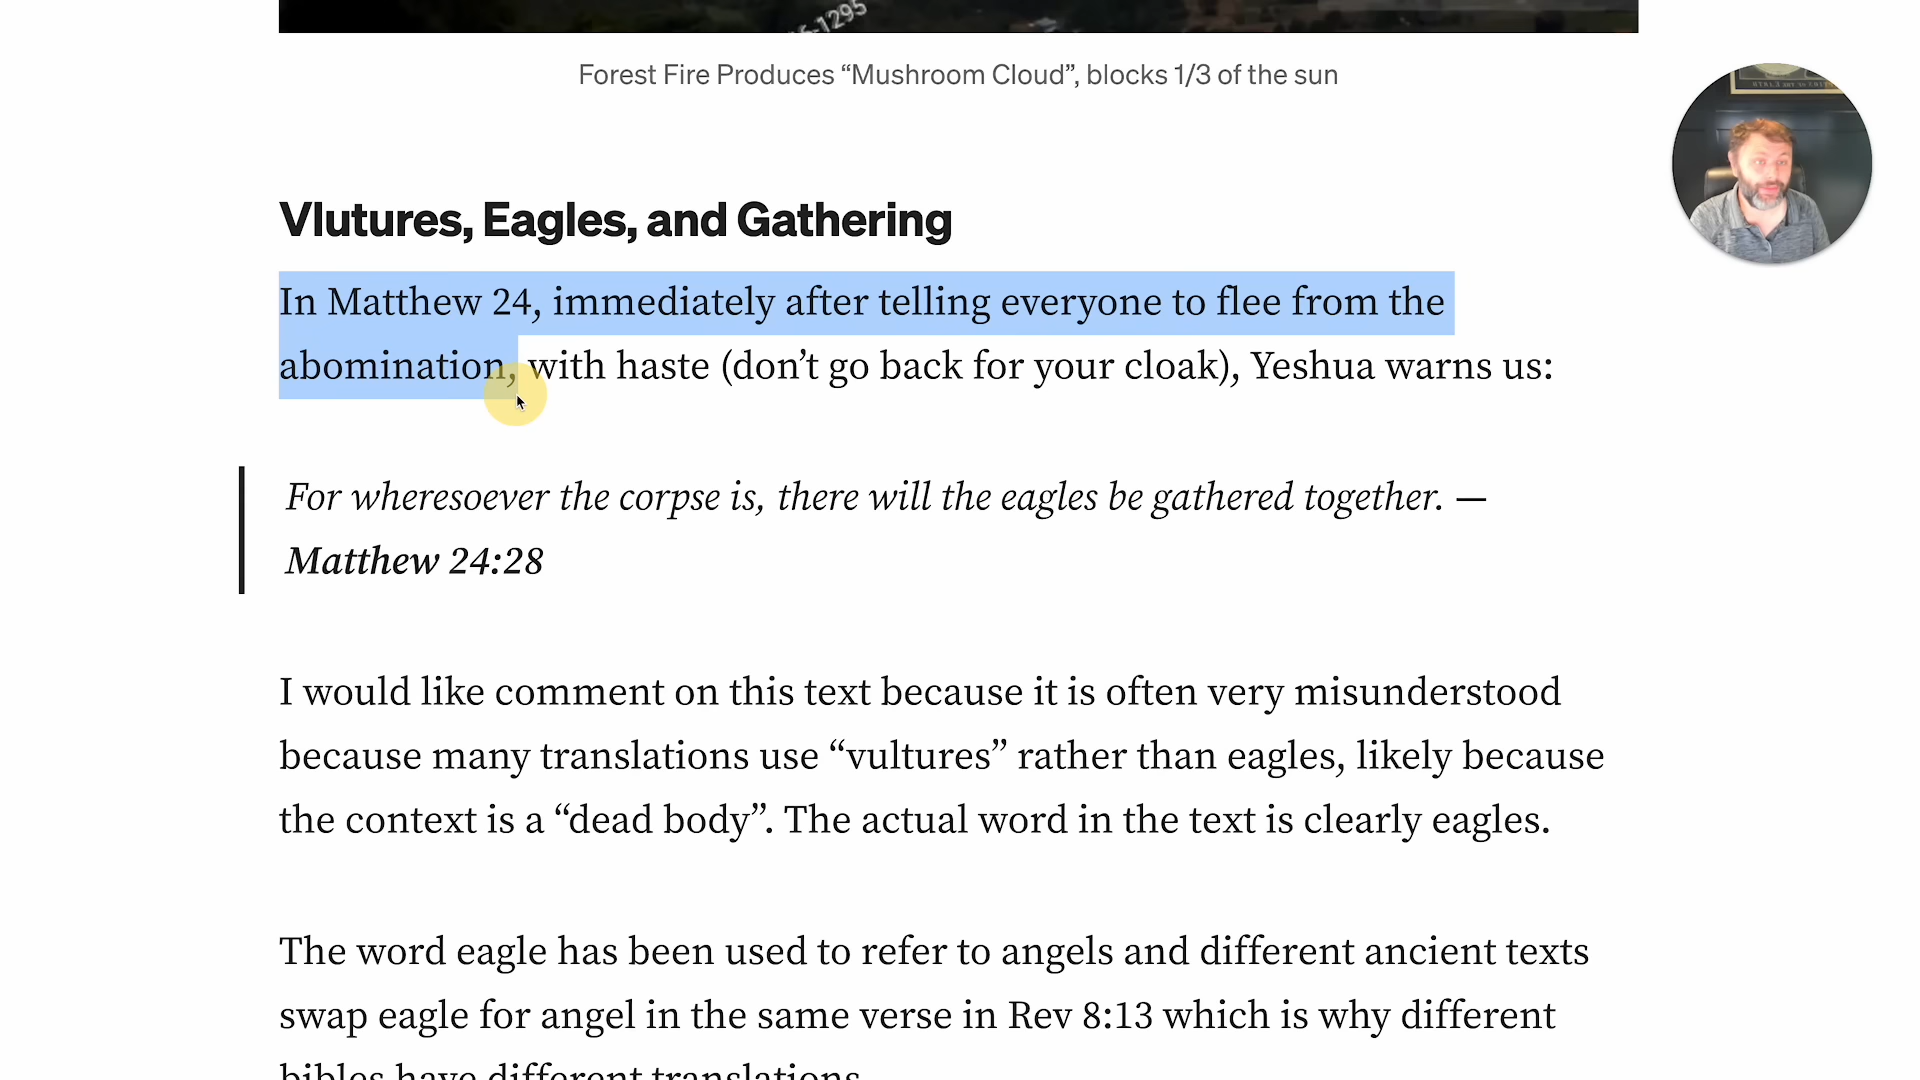 5-1295
Forest Fire Produces “Mushroom Cloud”, blocks 1/3 of the sun
Vlutures, Eagles, and Gathering
In Matthew 24, immediately after telling everyone to flee from the
abomination, with haste (don’t go back for your cloak), Yeshua warns us:
For wheresoever the corpse is, there will the eagles be gathered together. —
Matthew 24:28
I would like comment on this text because it is often very misunderstood
because many translations use “vultures” rather than eagles, likely because
the context is a “dead body”. The actual word in the text is clearly eagles.
The word eagle has been used to refer to angels and different ancient texts
swap eagle for angel in the same verse in Rev 8:13 which is why different
bibles have different translations.